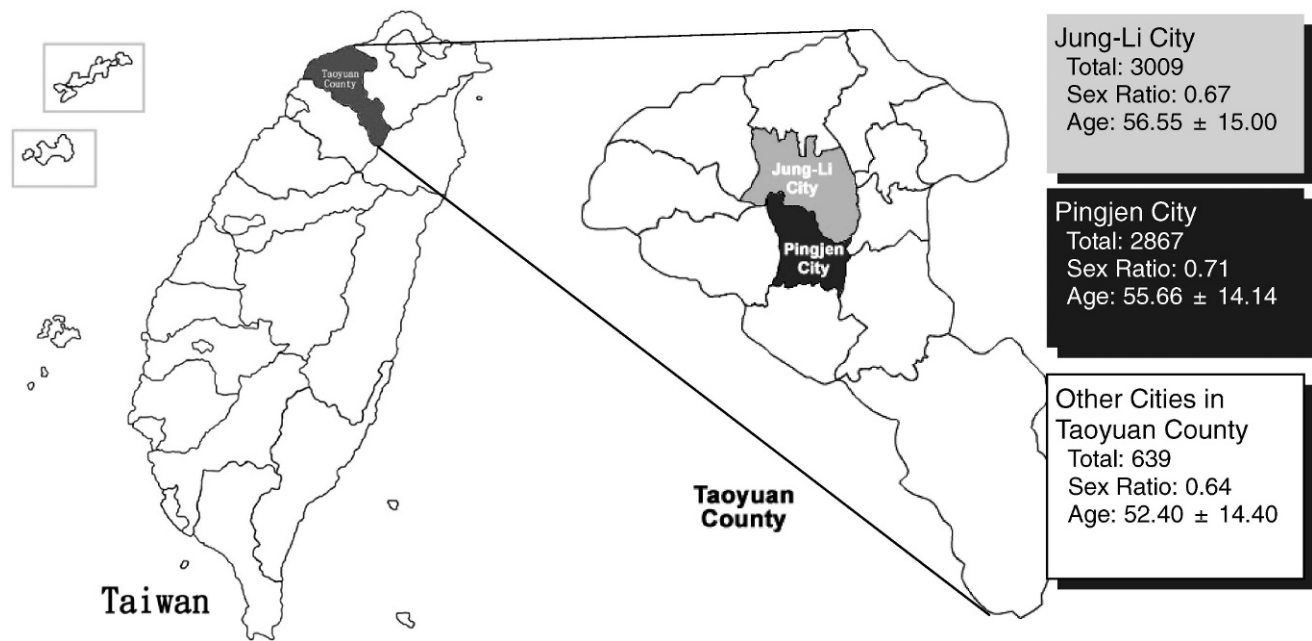 Taoyuan
County
Taiwan
Jung-Li
City
Pingjen
City
Taoyuan
County
Jung-Li City
Total: 3009
Sex Ratio: 0.67
Age: 56.55 ± 15.00
Pingjen City
Total: 2867
Sex Ratio: 0.71
Age: 55.66 ± 14.14
Other Cities in
Taoyuan County
Total: 639
Sex Ratio: 0.64
Age: 52.40 ± 14.40